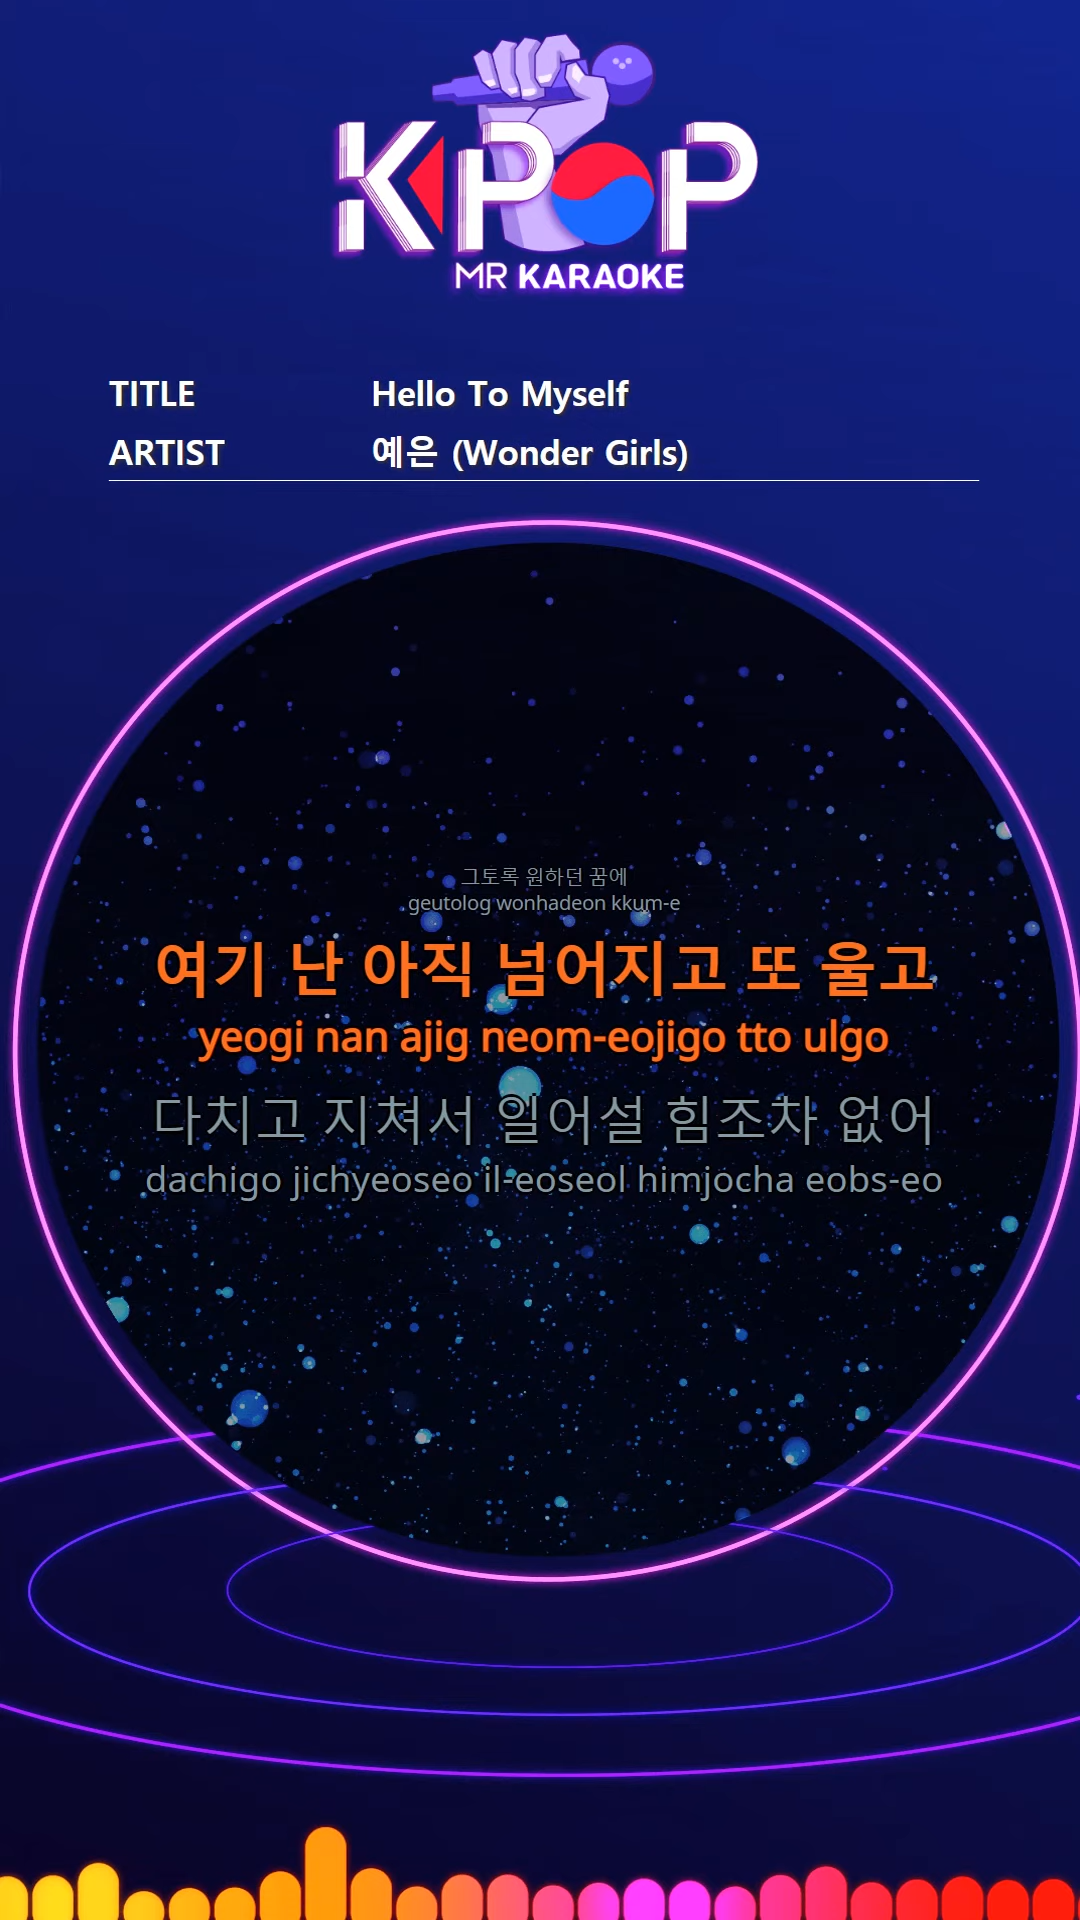 KPOP
MR KARAOKE
TITLE Hello To Myself
ARTIST 예은 (Wonder Girls)
그토록 원하던 꿈에
geutolog wonhadeon kkum-e
여기 난 아직 넘어지고 또 울고
yeogi nan ajig neom-eojigo tto ulgo
다치고 지쳐서 일어설 힘조차 없어
dachigo jichyeoseo il-eoseol himjocha eobs-eo